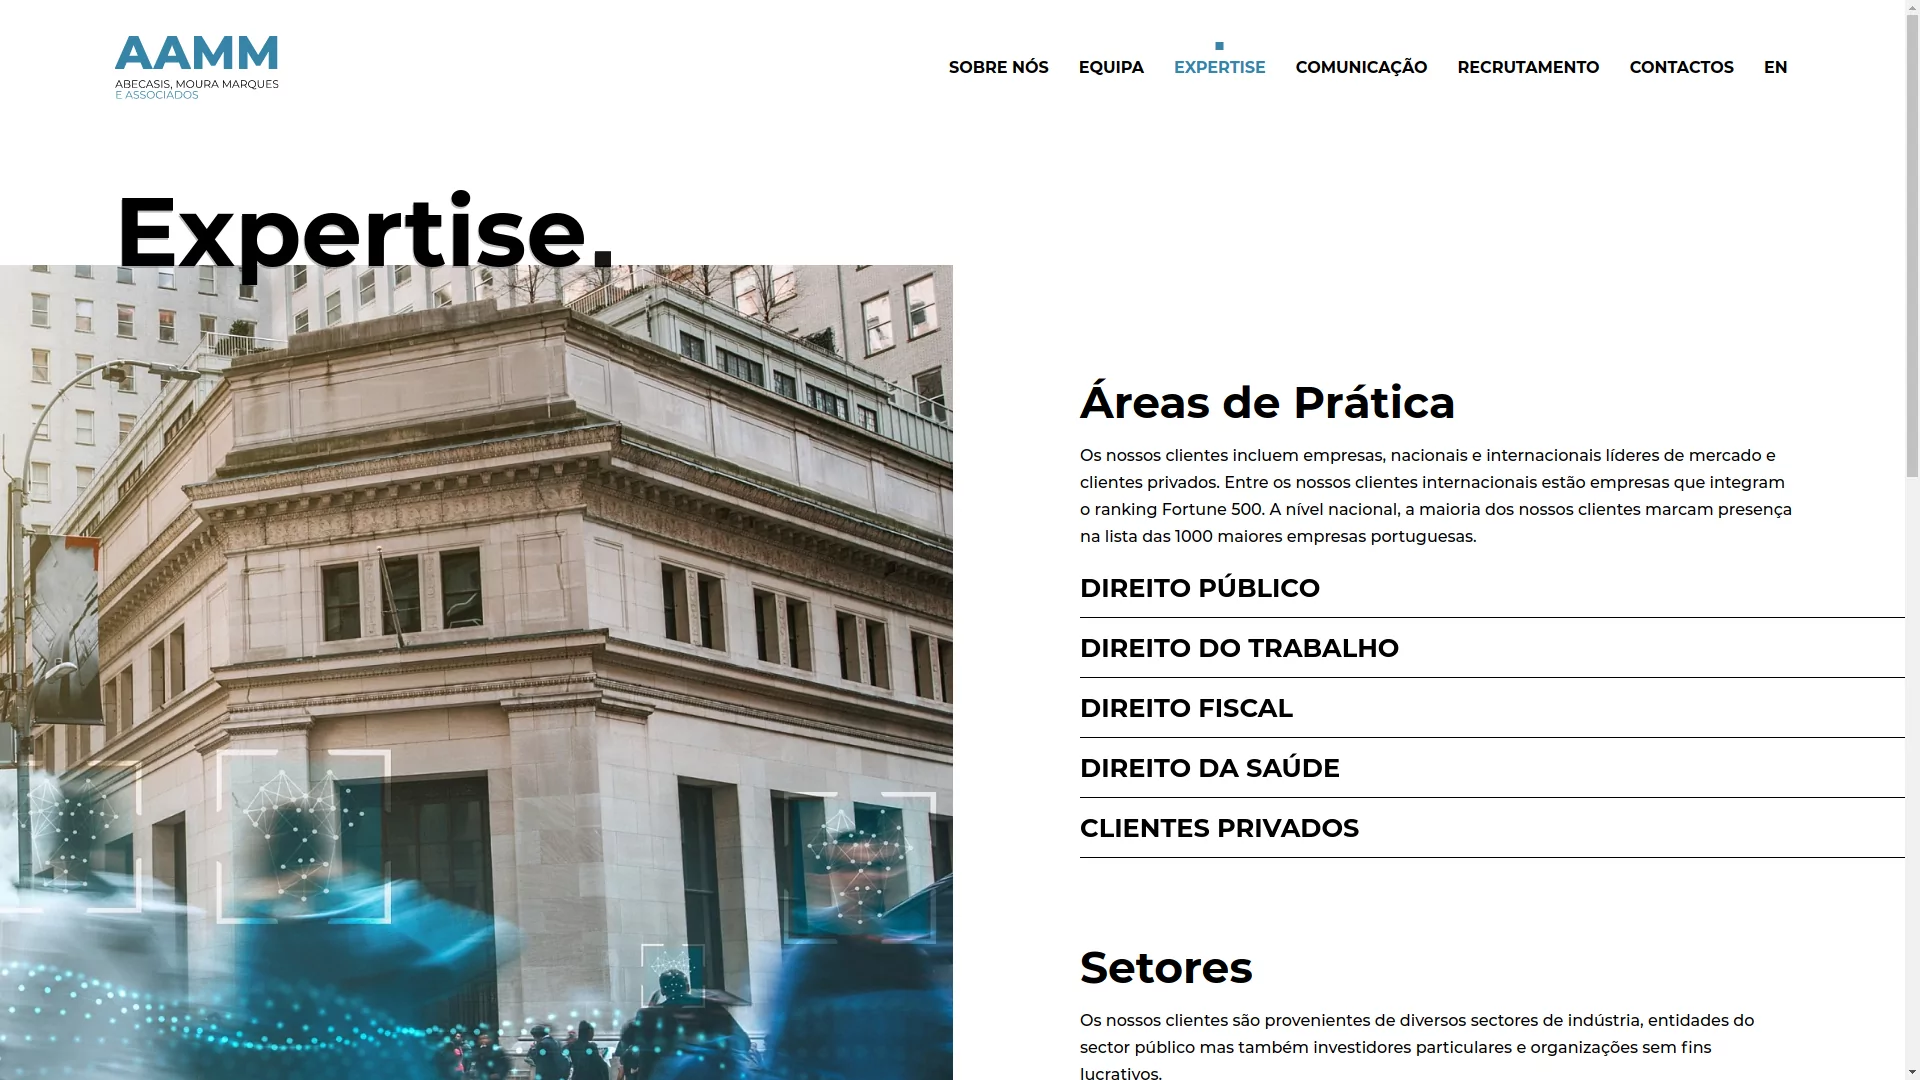 AAMM
ABECASIS, MOURA MARQUES
E ASSOCIADOS
SOBRE NÓS
EQUIPA
EXPERTISE
COMUNICAÇÃO
RECRUTAMENTO
CONTACTOS
EN
Expertise.
Áreas de Prática
Os nossos clientes incluem empresas, nacionais e internacionais líderes de mercado e
clientes privados. Entre os nossos clientes internacionais estão empresas que integram
o ranking Fortune 500. A nível nacional, a maioria dos nossos clientes marcam presença
na lista das 1000 maiores empresas portuguesas.
DIREITO PÚBLICO
DIREITO DO TRABALHO
DIREITO FISCAL
DIREITO DA SAÚDE
CLIENTES PRIVADOS
Setores
Os nossos clientes são provenientes de diversos sectores de indústria, entidades do
sector público mas também investidores particulares e organizações sem fins
lucrativos.